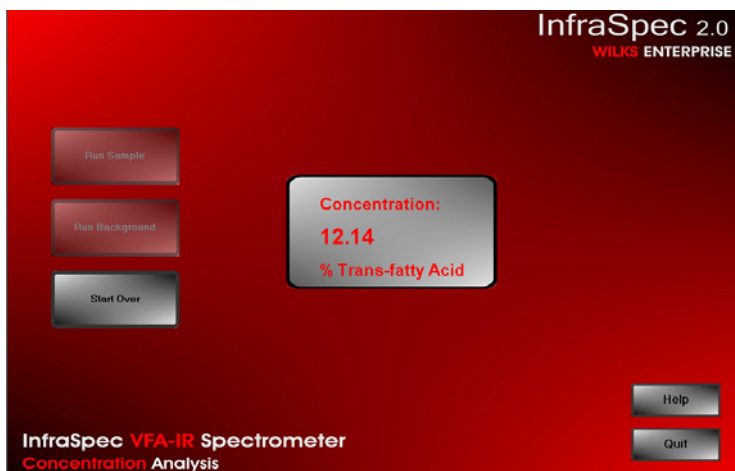 InfraSpec 2.0
WILKS ENTERPRISE
Run Sample
Run Background
Start Over
Concentration:
12.14
% Trans-fatty Acid
Help
Quit
InfraSpec VFA-IR Spectrometer
Concentration Analysis